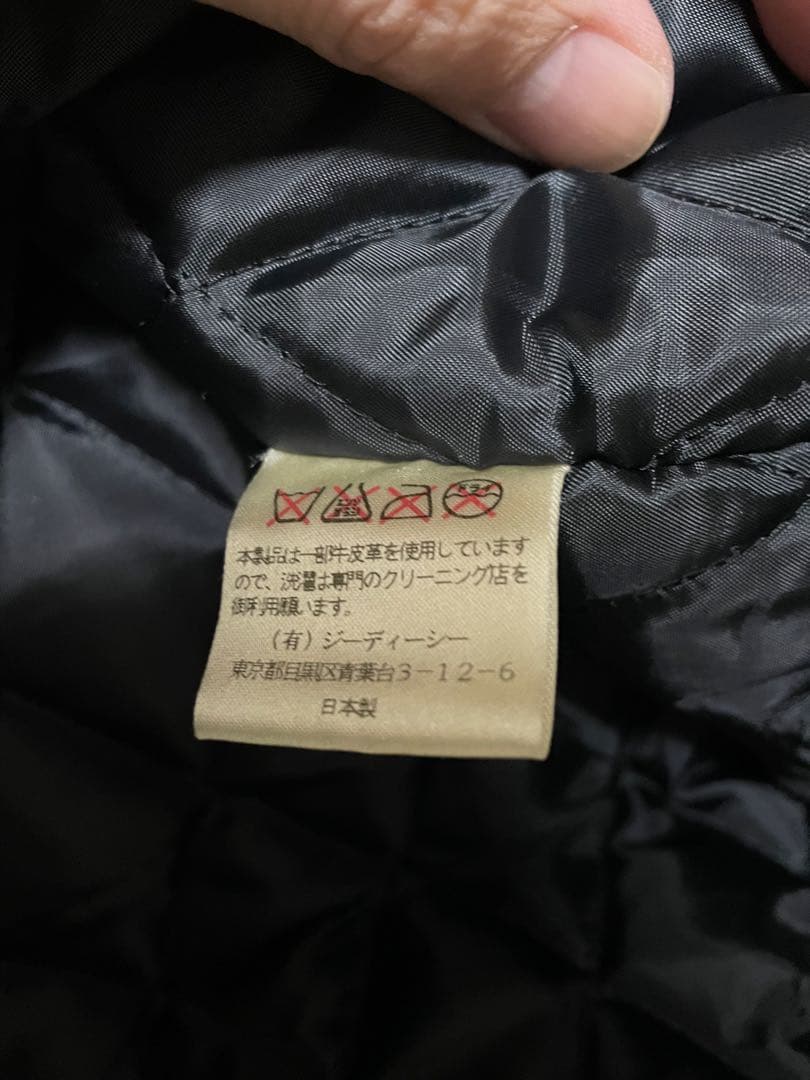 ドライ
本製品は一部牛皮革を使用しています
ので、洗濯は専門のクリーニング店を
御利用願います。
（有）ジーディーシー
東京都目黒区青葉台3-12-6
日本製